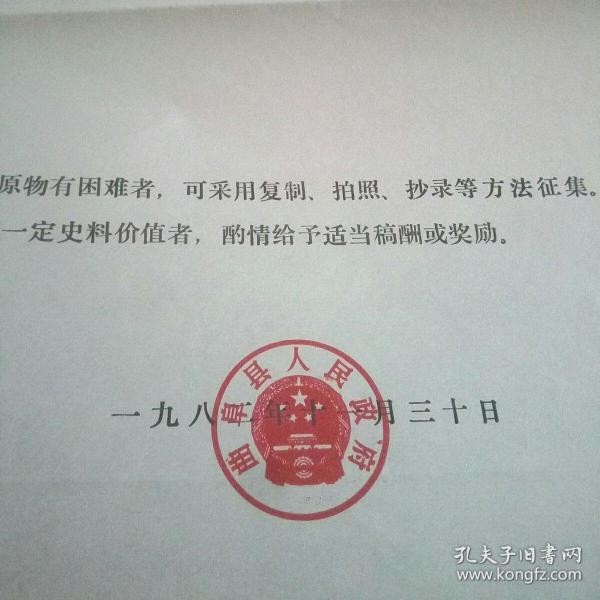 原物有困难者，可采用复制、拍照、抄录等方法征集。
一定史料价值者，酌情给予适当稿酬或奖励。
一九八二年十一月三十日
曲阜县人民政府
孔夫子旧书网
www.kongfz.com